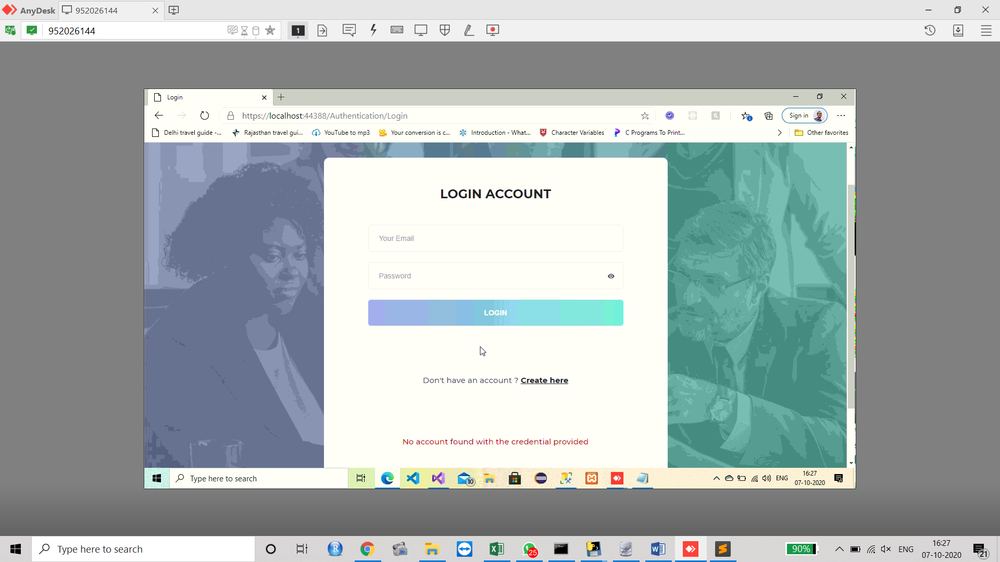 AnyDesk
952026144
952026144
1
Login
https://localhost:44388/Authentication/Login
Sign in
Delhi travel guide -...
Rajasthan travel gui...
YouTube to mp3
Your conversion is c...
Introduction - What...
Character Variables
C Programs To Print...
Other favorites
LOGIN ACCOUNT
Your Email
Password
LOGIN
Don't have an account ? Create here
No account found with the credential provided
Type here to search
10
ENG
16:27
07-10-2020
Type here to search
R
25
90%
ENG
16:27
07-10-2020
21